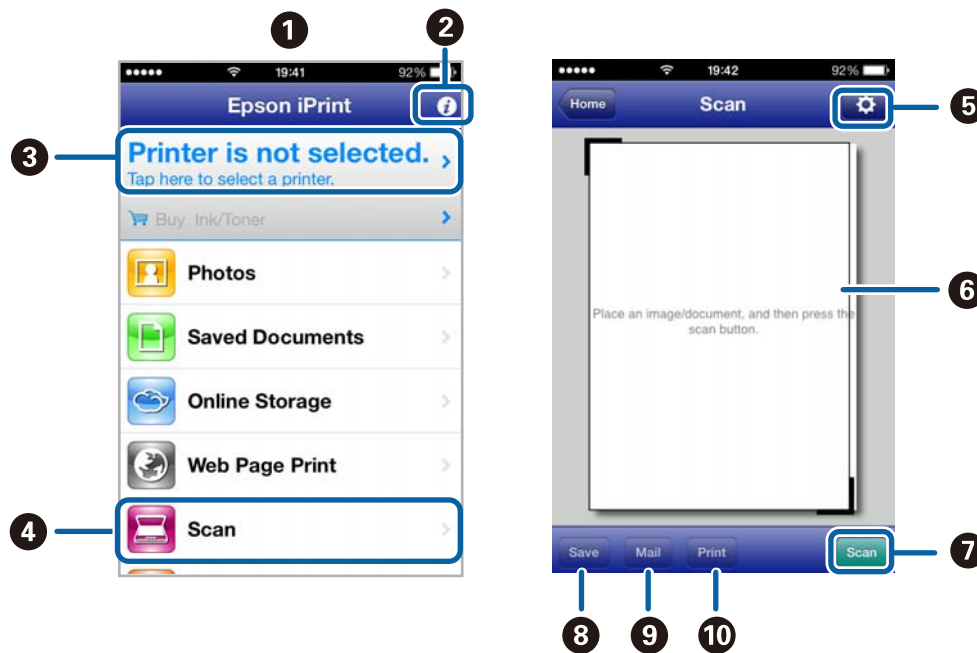 1
2
19:41
92%
Epson iPrint
i
3
Printer is not selected.
Tap here to select a printer.
Buy Ink/Toner
Photos
Saved Documents
Online Storage
Web Page Print
4
Scan
19:42
92%
Home
Scan
5
6
Place an image/document, and then press the
scan button.
Save
Mail
Print
Scan
7
8
9
10